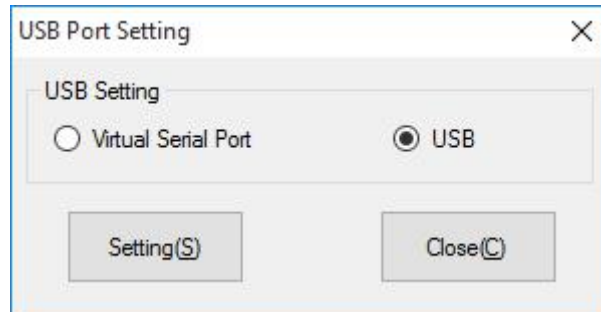 USB Port Setting
USB Setting
Virtual Serial Port
USB
Setting(S)
Close(C)